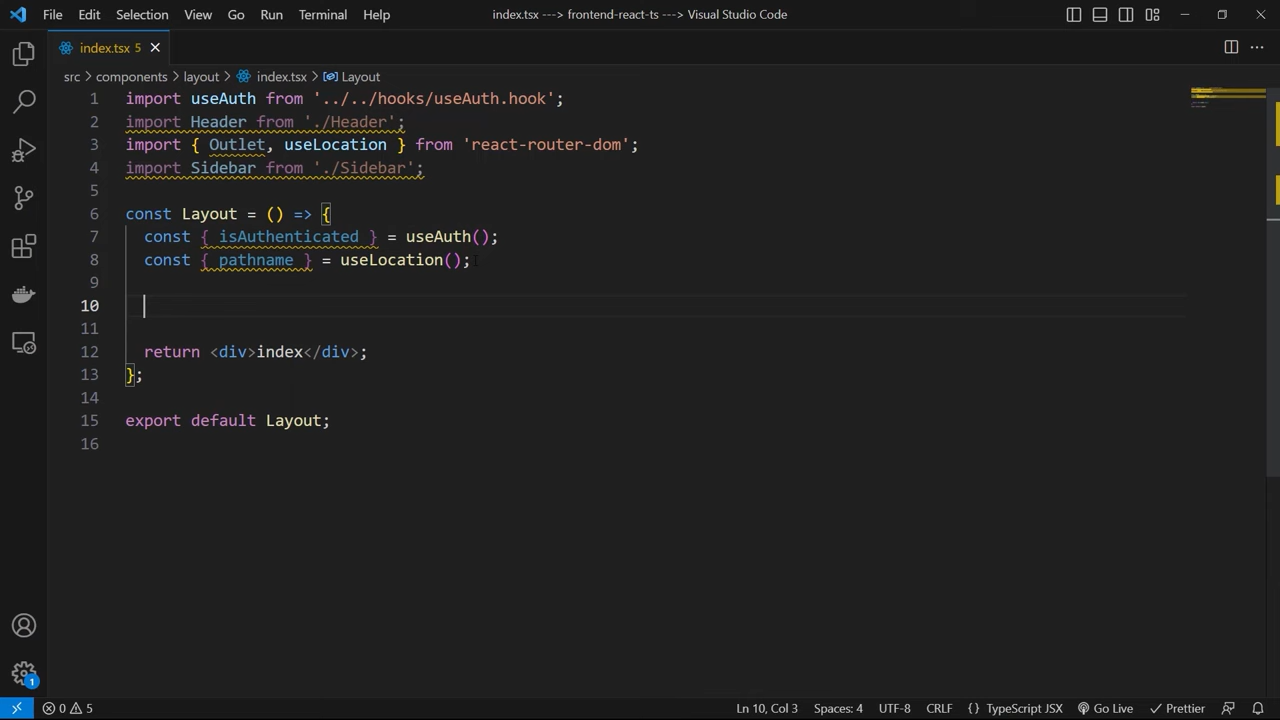 File Edit Selection View Go Run Terminal Help index.tsx ---> frontend-react-ts ---> Visual Studio Code
index.tsx 5
src > components > layout > index.tsx > Layout
1 import useAuth from '../../hooks/useAuth.hook';
2 import Header from './Header';
3 import { Outlet, useLocation } from 'react-router-dom';
4 import Sidebar from './Sidebar';
5
6 const Layout = () => {
7 const { isAuthenticated } = useAuth();
8 const { pathname } = useLocation();
9
10
11
12 return <div>index</div>;
13 };
14
15 export default Layout;
16
1
0 5 Ln 10, Col 3 Spaces: 4 UTF-8 CRLF {} TypeScript JSX Go Live Prettier